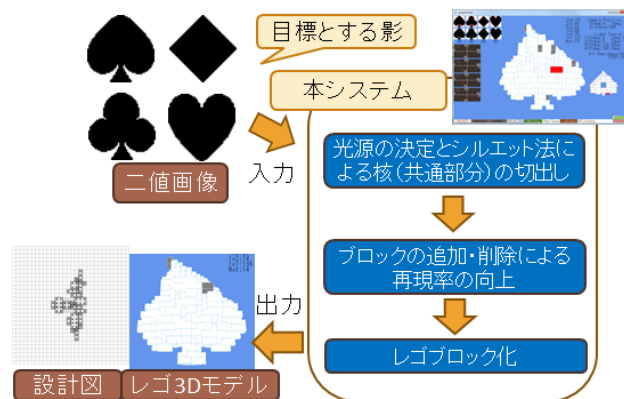 目標とする影
本システム
二値画像
入力
光源の決定とシルエット法に
よる核(共通部分)の切出し
ブロックの追加・削除による
再現率の向上
レゴブロック化
出力
設計図
レゴ3Dモデル